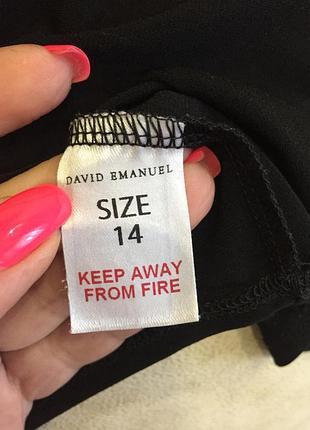 DAVID EMANUEL
SIZE
14
KEEP AWAY
FROM FIRE